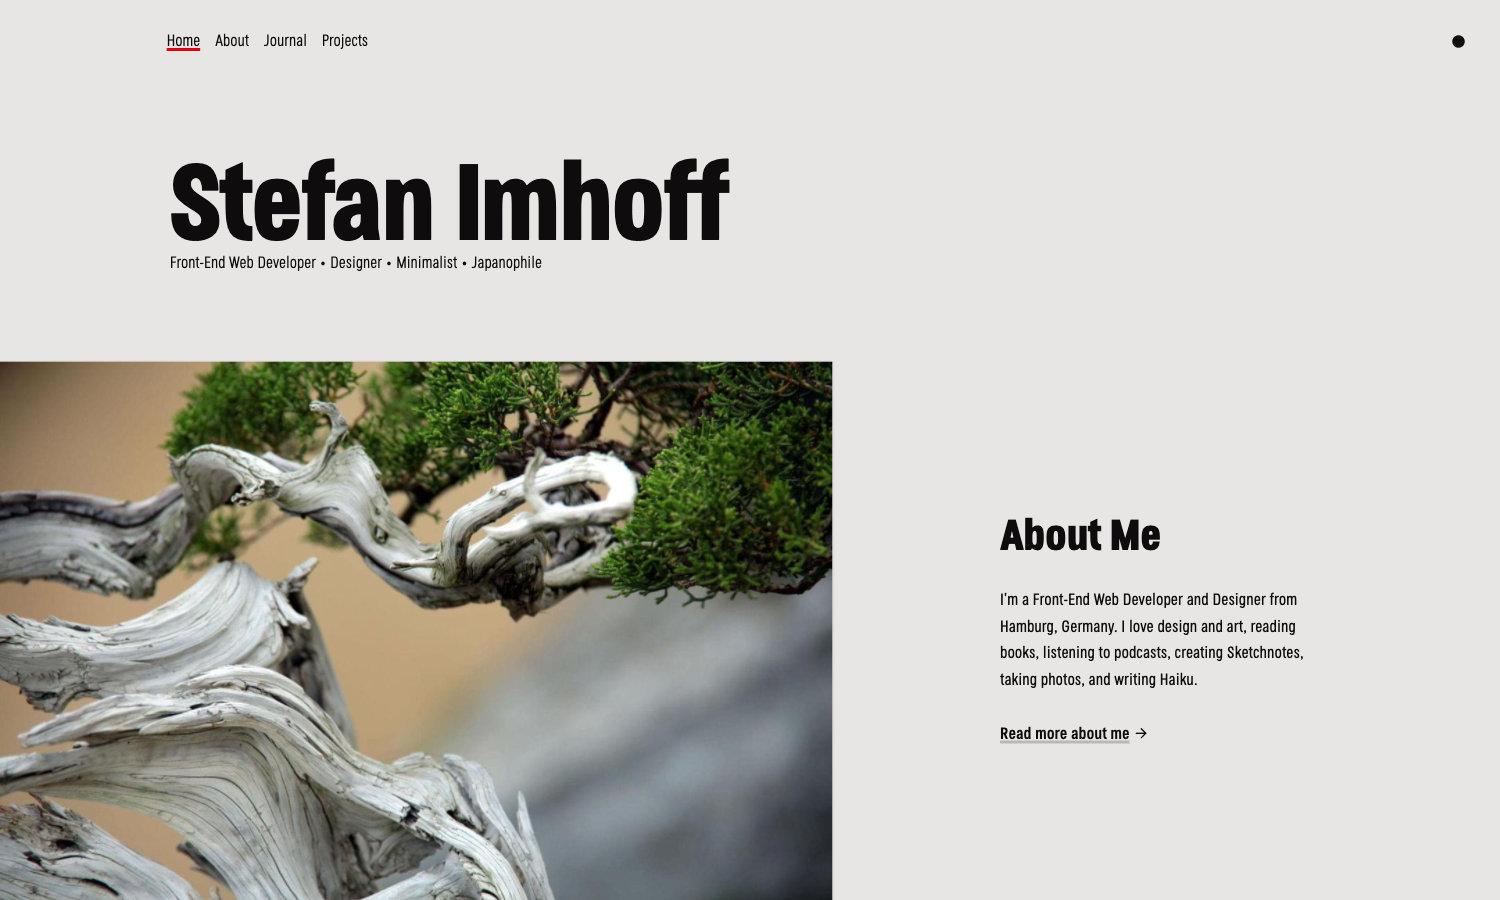 Home About Journal Projects
Stefan Imhoff
Front-End Web Developer • Designer • Minimalist • Japanophile
About Me
I'm a Front-End Web Developer and Designer from
Hamburg, Germany. I love design and art, reading
books, listening to podcasts, creating Sketchnotes,
taking photos, and writing Haiku.
Read more about me →